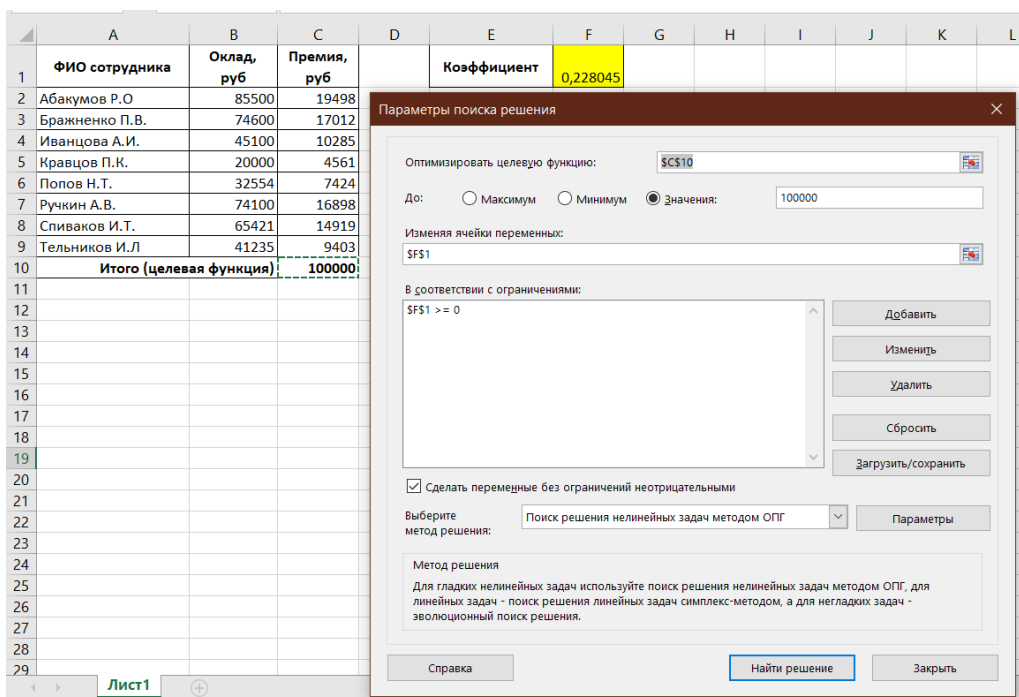 A B C D E F G H I J K L
1 ФИО сотрудника Оклад, руб Премия, руб Коэффициент 0,228045
2 Абакумов Р.О 85500 19498
3 Бражненко П.В. 74600 17012
4 Иванцова А.И. 45100 10285
5 Кравцов П.К. 20000 4561
6 Попов Н.Т. 32554 7424
7 Ручкин А.В. 74100 16898
8 Спиваков И.Т. 65421 14919
9 Тельников И.Л 41235 9403
10 Итого (целевая функция) 100000
11
12
13
14
15
16
17
18
19
20
21
22
23
24
25
26
27
28
29
Лист1
Параметры поиска решения
Оптимизировать целевую функцию: $C$10
До: Максимум Минимум Значения: 100000
Изменяя ячейки переменных:
$F$1
В соответствии с ограничениями:
$F$1 >= 0
Добавить
Изменить
Удалить
Сбросить
Загрузить/сохранить
Сделать переменные без ограничений неотрицательными
Выберите
метод решения:
Поиск решения нелинейных задач методом ОПГ
Параметры
Метод решения
Для гладких нелинейных задач используйте поиск решения нелинейных задач методом ОПГ, для
линейных задач - поиск решения линейных задач симплекс-методом, а для негладких задач -
эволюционный поиск решения.
Справка
Найти решение
Закрыть